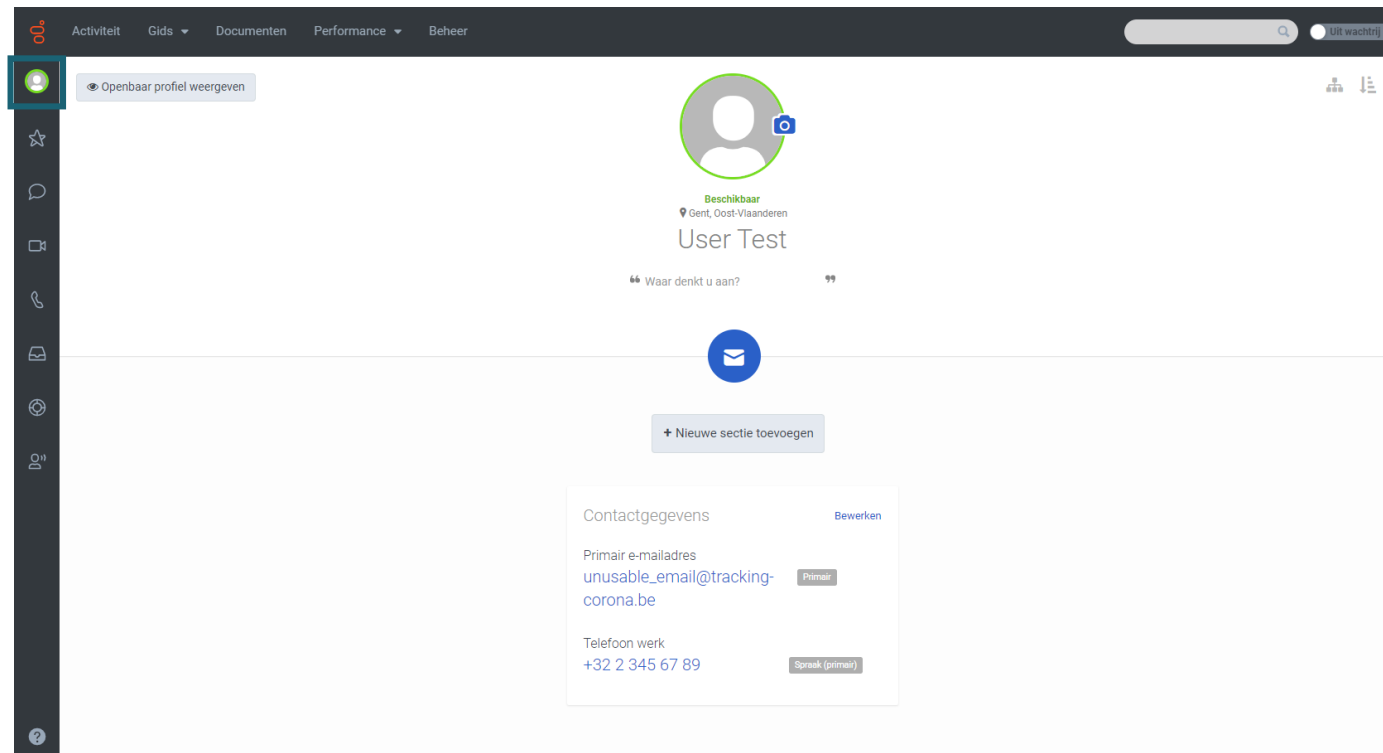 Activiteit Gids Documenten Performance Beheer Uit wachtrij
Openbaar profiel weergeven
Beschikbaar
Gent, Oost-Vlaanderen
User Test
❝ Waar denkt u aan? ❞
+ Nieuwe sectie toevoegen
Contactgegevens Bewerken
Primair e-mailadres
unusable_email@tracking- Primair
corona.be
Telefoon werk
+32 2 345 67 89 Spraak (primair)
?